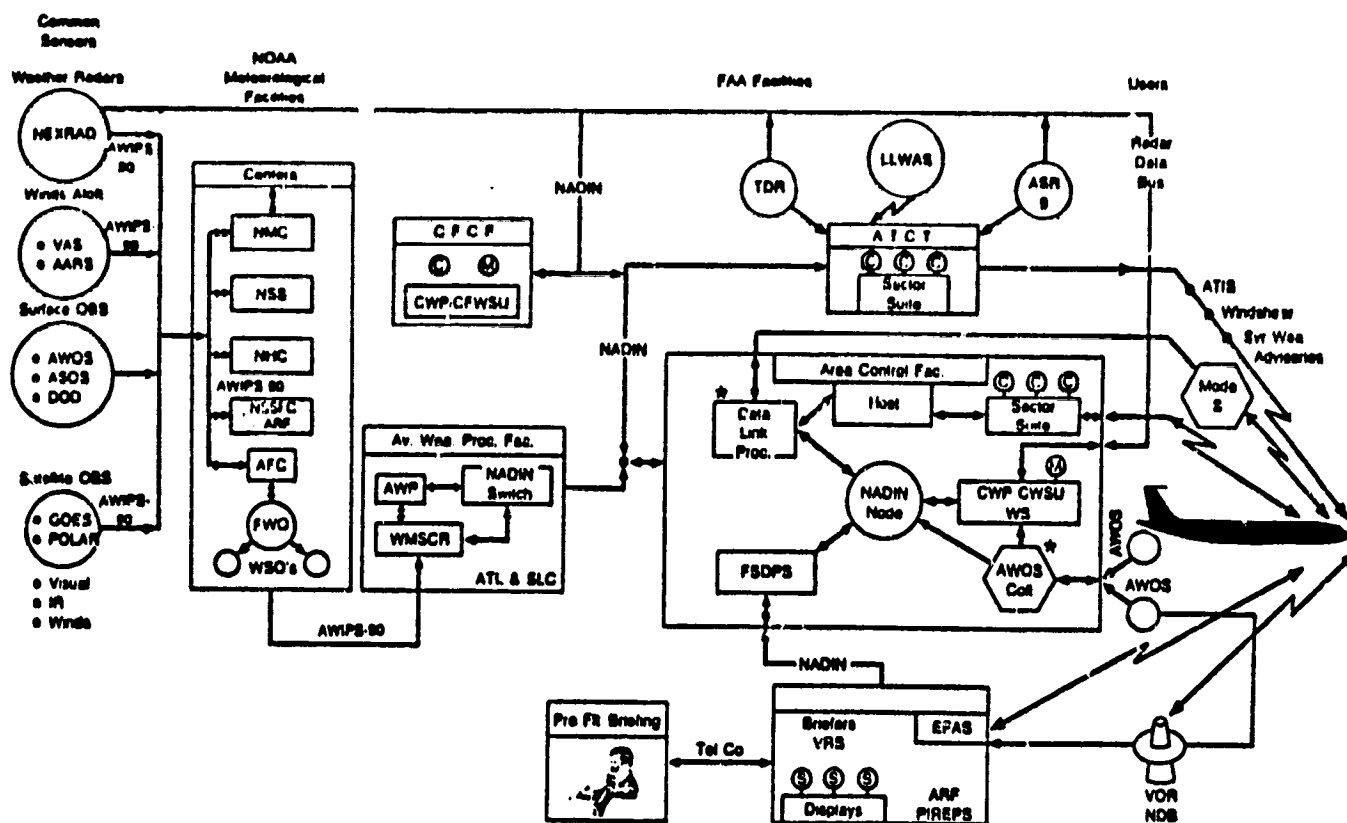 Common
Sensors
Weather Radars
NEXRAD
AWIPS
90
Winds Aloft
AWIPS-
90
VAS
AARS
Surface OBS
AWOS
ASOS
DOD
Satellite OBS
AWIPS-
90
GOES
POLAR
Visual
IR
Winds
NOAA
Meteorological
Facilities
Centers
NMC
NSB
NHC
AWIPS 90
NSSFC
ARF
AFC
FWO
WSO's
AWIPS-90
FAA Facilities
NADIN
CFCF
C M
CWP/CFWSU
NADIN
Av. Wea. Proc. Fac.
AWP
NADIN
Switch
WMSCR
ATL & SLC
TDR
LLWAS
ASR
9
ATCT
C C C
Sector
Suite
Area Control Fac.
Data
Link
Proc.
Host
C C C
Sector
Suite
NADIN
Node
M
CWP CWSU
WS
FSDPS
AWOS
Coll
NADIN
Pre Flt Briefing
Tel Co
Briefers
VRS
EFAS
S S S
Displays
ARF
PIREPS
Users
Radar
Data
Bus
ATIS
Windshear
Svr Wea
Advisories
Mode
S
AWOS
AWOS
VOR
NDB